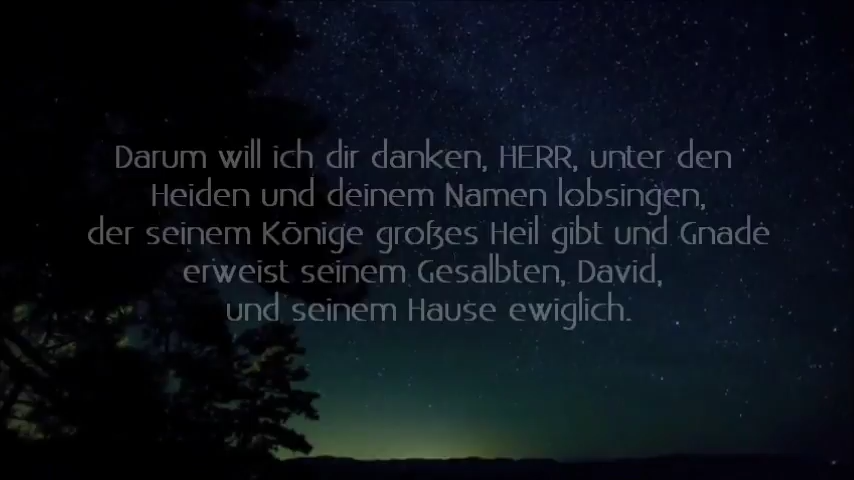 Darum will ich dir danken, HERR, unter den
Heiden und deinem Namen lobsingen,
der seinem Könige großes Heil gibt und Gnade
erweist seinem Gesalbten, David,
und seinem Hause ewiglich.